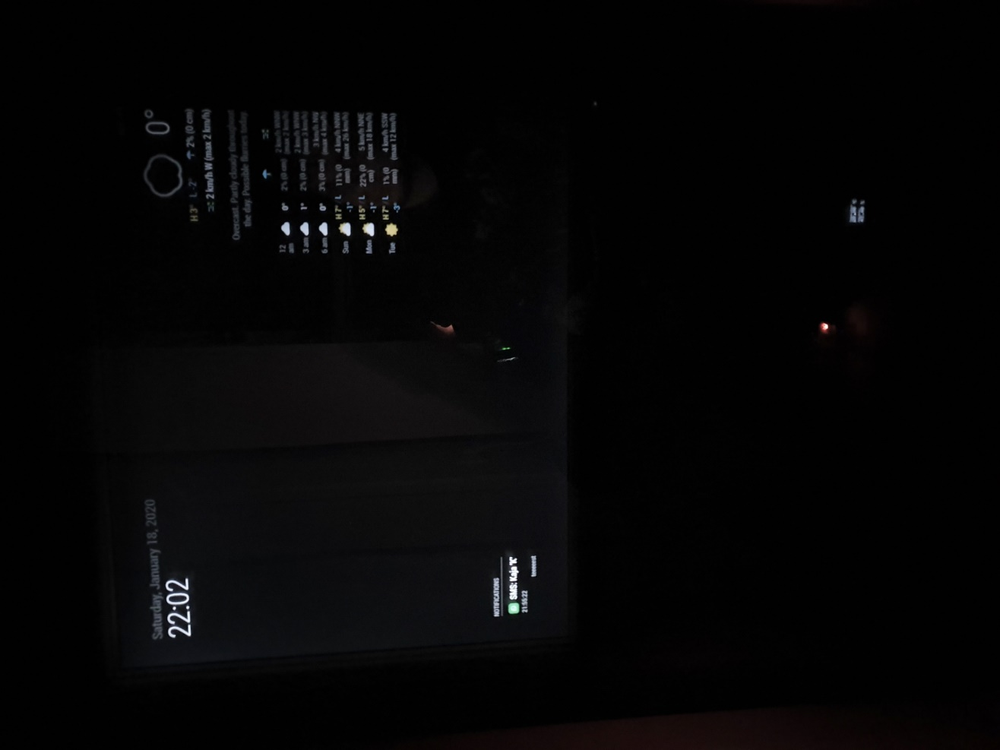 Saturday, January 18, 2020
22:02
0°
H 3° L -2° 2% (0 cm)
2 km/h W (max 2 km/h)
Overcast. Partly cloudy throughout
the day. Possible flurries today.
12 am 0° 2% (0 cm) 2 km/h WNW (max 2 km/h)
3 am 1° 2% (0 cm) 2 km/h WNW (max 3 km/h)
6 am 0° 3% (0 cm) 3 km/h NW (max 4 km/h)
Sun H 7° / L -1° 11% (0 mm) 4 km/h NNW (max 26 km/h)
Mon H 5° / L -1° 22% (0 cm) 5 km/h NNE (max 18 km/h)
Tue H 7° / L -3° 1% (0 mm) 4 km/h SSW (max 12 km/h)
NOTIFICATIONS
SMS: Kaja "K"
21:55:22